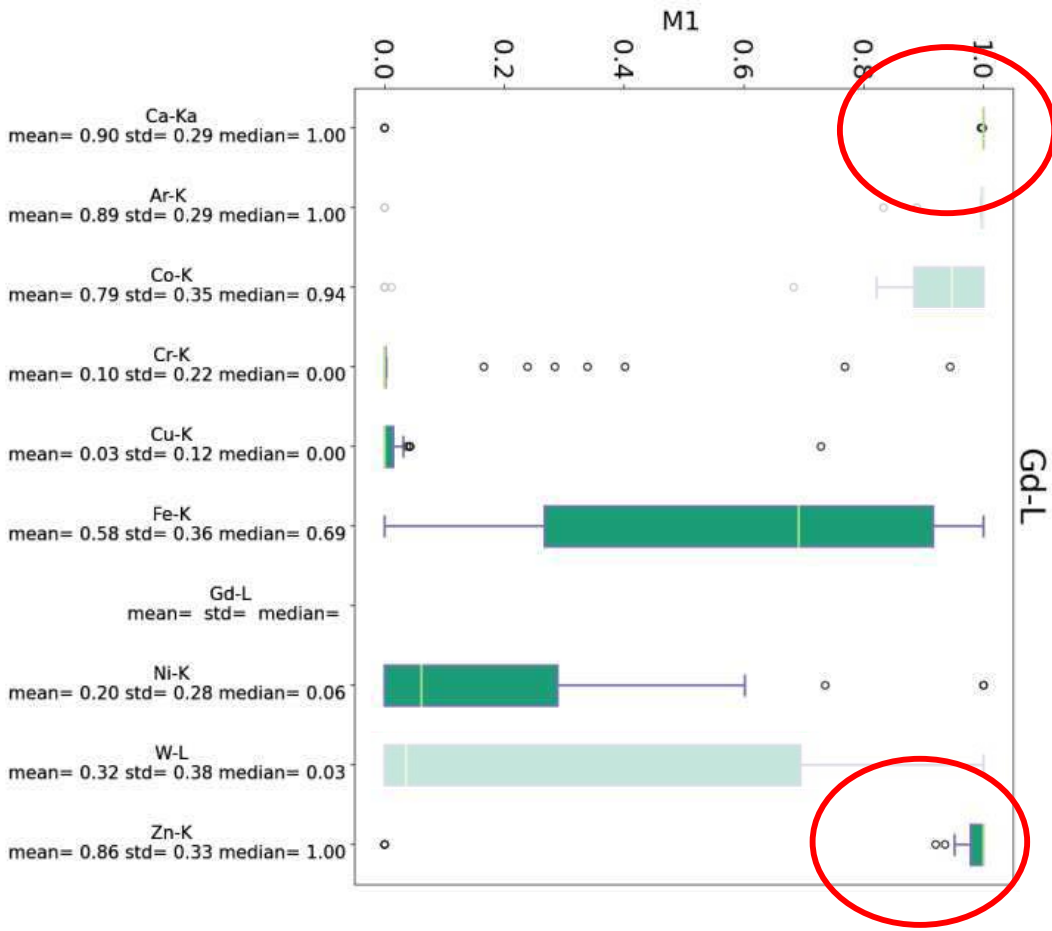 M1
0.0 0.2 0.4 0.6 0.8 1.0
Ca-Ka
mean= 0.90 std= 0.29 median= 1.00
Ar-K
mean= 0.89 std= 0.29 median= 1.00
Co-K
mean= 0.79 std= 0.35 median= 0.94
Cr-K
mean= 0.10 std= 0.22 median= 0.00
Cu-K
mean= 0.03 std= 0.12 median= 0.00
Fe-K
mean= 0.58 std= 0.36 median= 0.69
Gd-L
mean= std= median=
Ni-K
mean= 0.20 std= 0.28 median= 0.06
W-L
mean= 0.32 std= 0.38 median= 0.03
Zn-K
mean= 0.86 std= 0.33 median= 1.00
Gd-L